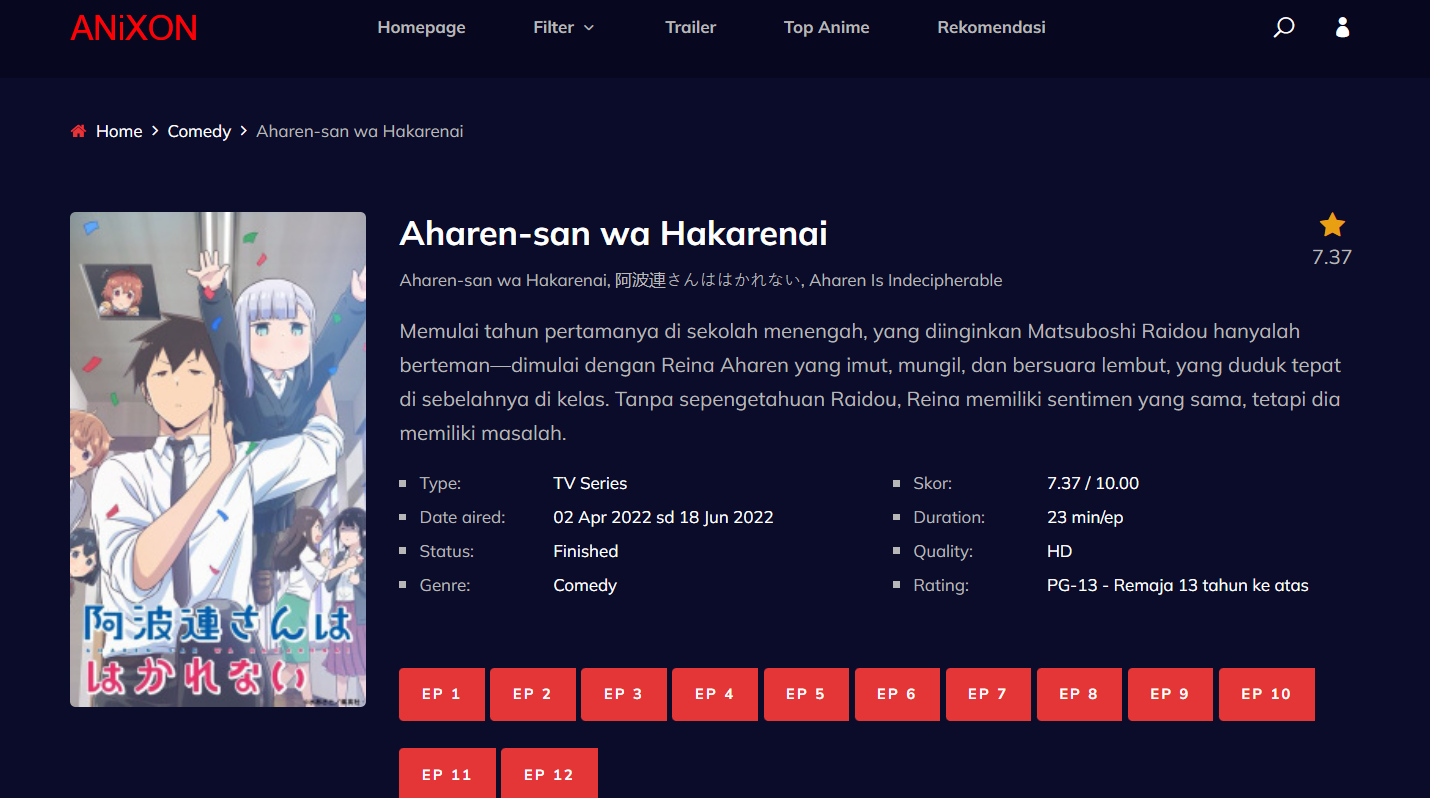 ANiXON
Homepage Filter Trailer Top Anime Rekomendasi
Home Comedy Aharen-san wa Hakarenai
Aharen-san wa Hakarenai
7.37
Aharen-san wa Hakarenai, 阿波連さんははかれない, Aharen Is Indecipherable
Memulai tahun pertamanya di sekolah menengah, yang diinginkan Matsuboshi Raidou hanyalah
berteman—dimulai dengan Reina Aharen yang imut, mungil, dan bersuara lembut, yang duduk tepat
di sebelahnya di kelas. Tanpa sepengetahuan Raidou, Reina memiliki sentimen yang sama, tetapi dia
memiliki masalah.
Type: TV Series Skor: 7.37 / 10.00
Date aired: 02 Apr 2022 sd 18 Jun 2022 Duration: 23 min/ep
Status: Finished Quality: HD
Genre: Comedy Rating: PG-13 - Remaja 13 tahun ke atas
阿波連さんは
はかれない
EP 1 EP 2 EP 3 EP 4 EP 5 EP 6 EP 7 EP 8 EP 9 EP 10
EP 11 EP 12